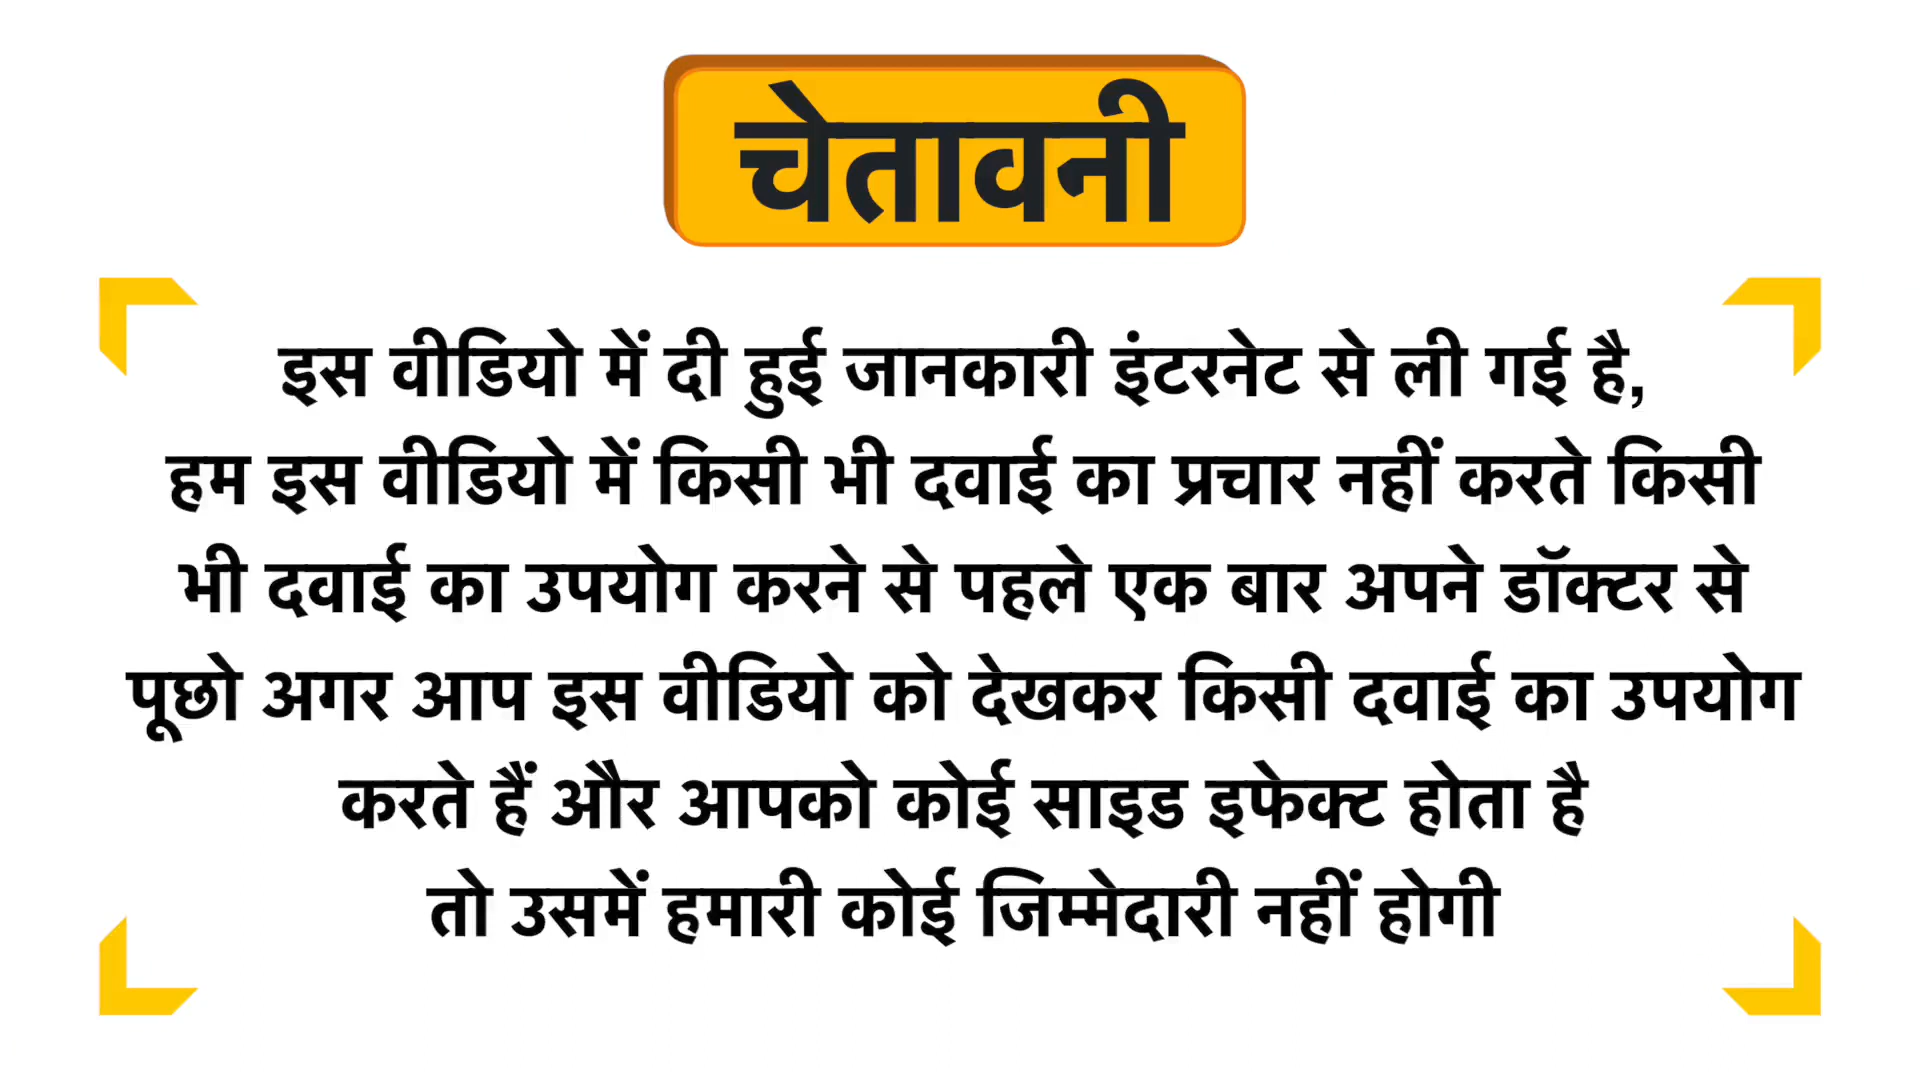 चेतावनी
इस वीडियो में दी हुई जानकारी इंटरनेट से ली गई है,
हम इस वीडियो में किसी भी दवाई का प्रचार नहीं करते किसी
भी दवाई का उपयोग करने से पहले एक बार अपने डॉक्टर से
पूछो अगर आप इस वीडियो को देखकर किसी दवाई का उपयोग
करते हैं और आपको कोई साइड इफेक्ट होता है
तो उसमें हमारी कोई जिम्मेदारी नहीं होगी